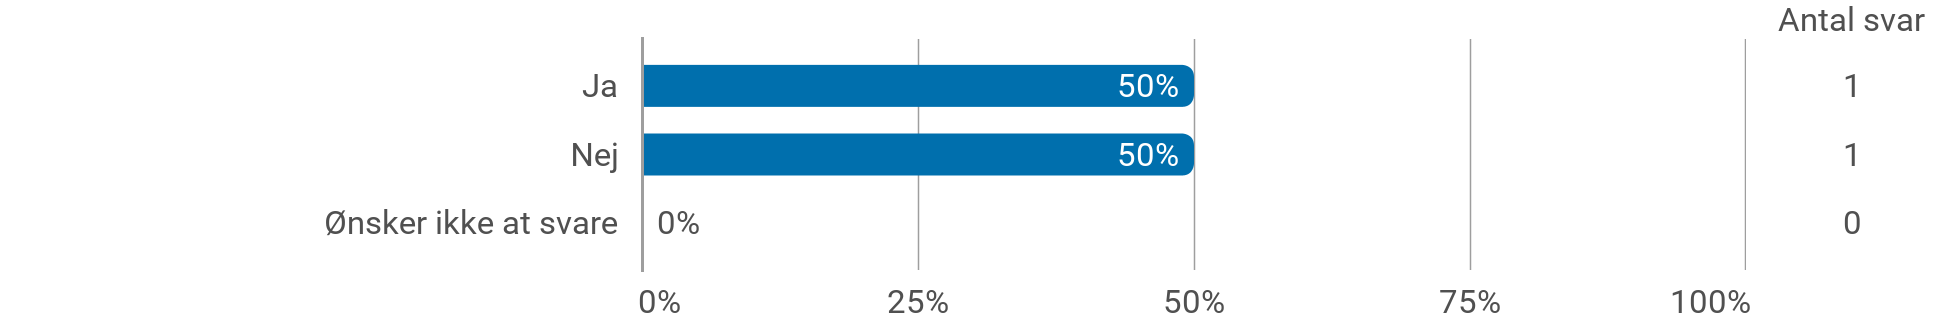 Antal svar
Ja 50% 1
Nej 50% 1
Ønsker ikke at svare 0% 0
0% 25% 50% 75% 100%